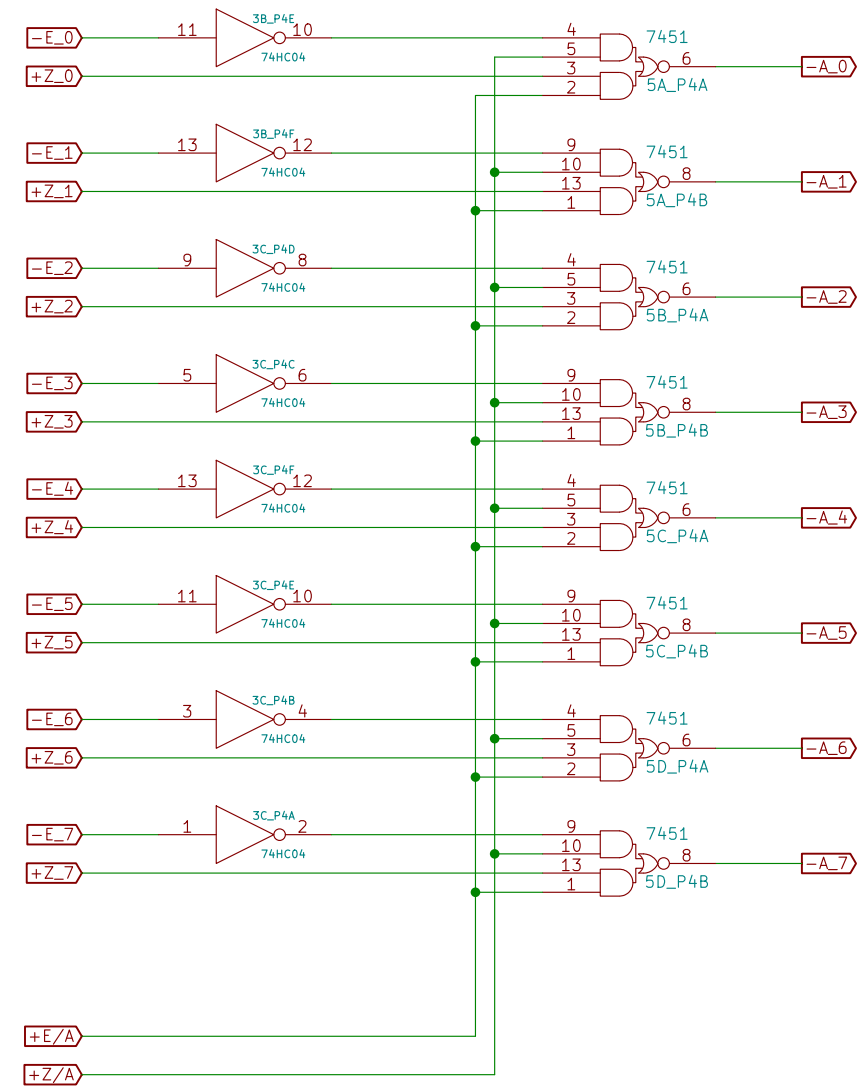 3B_P4E
-E_0 11 10 4 7451
74HC04 5 6 -A_0
+Z_0 3
2 5A_P4A
3B_P4F
-E_1 13 12 9 7451
74HC04 10 8 -A_1
+Z_1 13
1 5A_P4B
3C_P4D
-E_2 9 8 4 7451
74HC04 5 6 -A_2
+Z_2 3
2 5B_P4A
3C_P4C
-E_3 5 6 9 7451
74HC04 10 8 -A_3
+Z_3 13
1 5B_P4B
3C_P4F
-E_4 13 12 4 7451
74HC04 5 6 -A_4
+Z_4 3
2 5C_P4A
3C_P4E
-E_5 11 10 9 7451
74HC04 10 8 -A_5
+Z_5 13
1 5C_P4B
3C_P4B
-E_6 3 4 4 7451
74HC04 5 6 -A_6
+Z_6 3
2 5D_P4A
3C_P4A
-E_7 1 2 9 7451
74HC04 10 8 -A_7
+Z_7 13
1 5D_P4B
+E/A
+Z/A